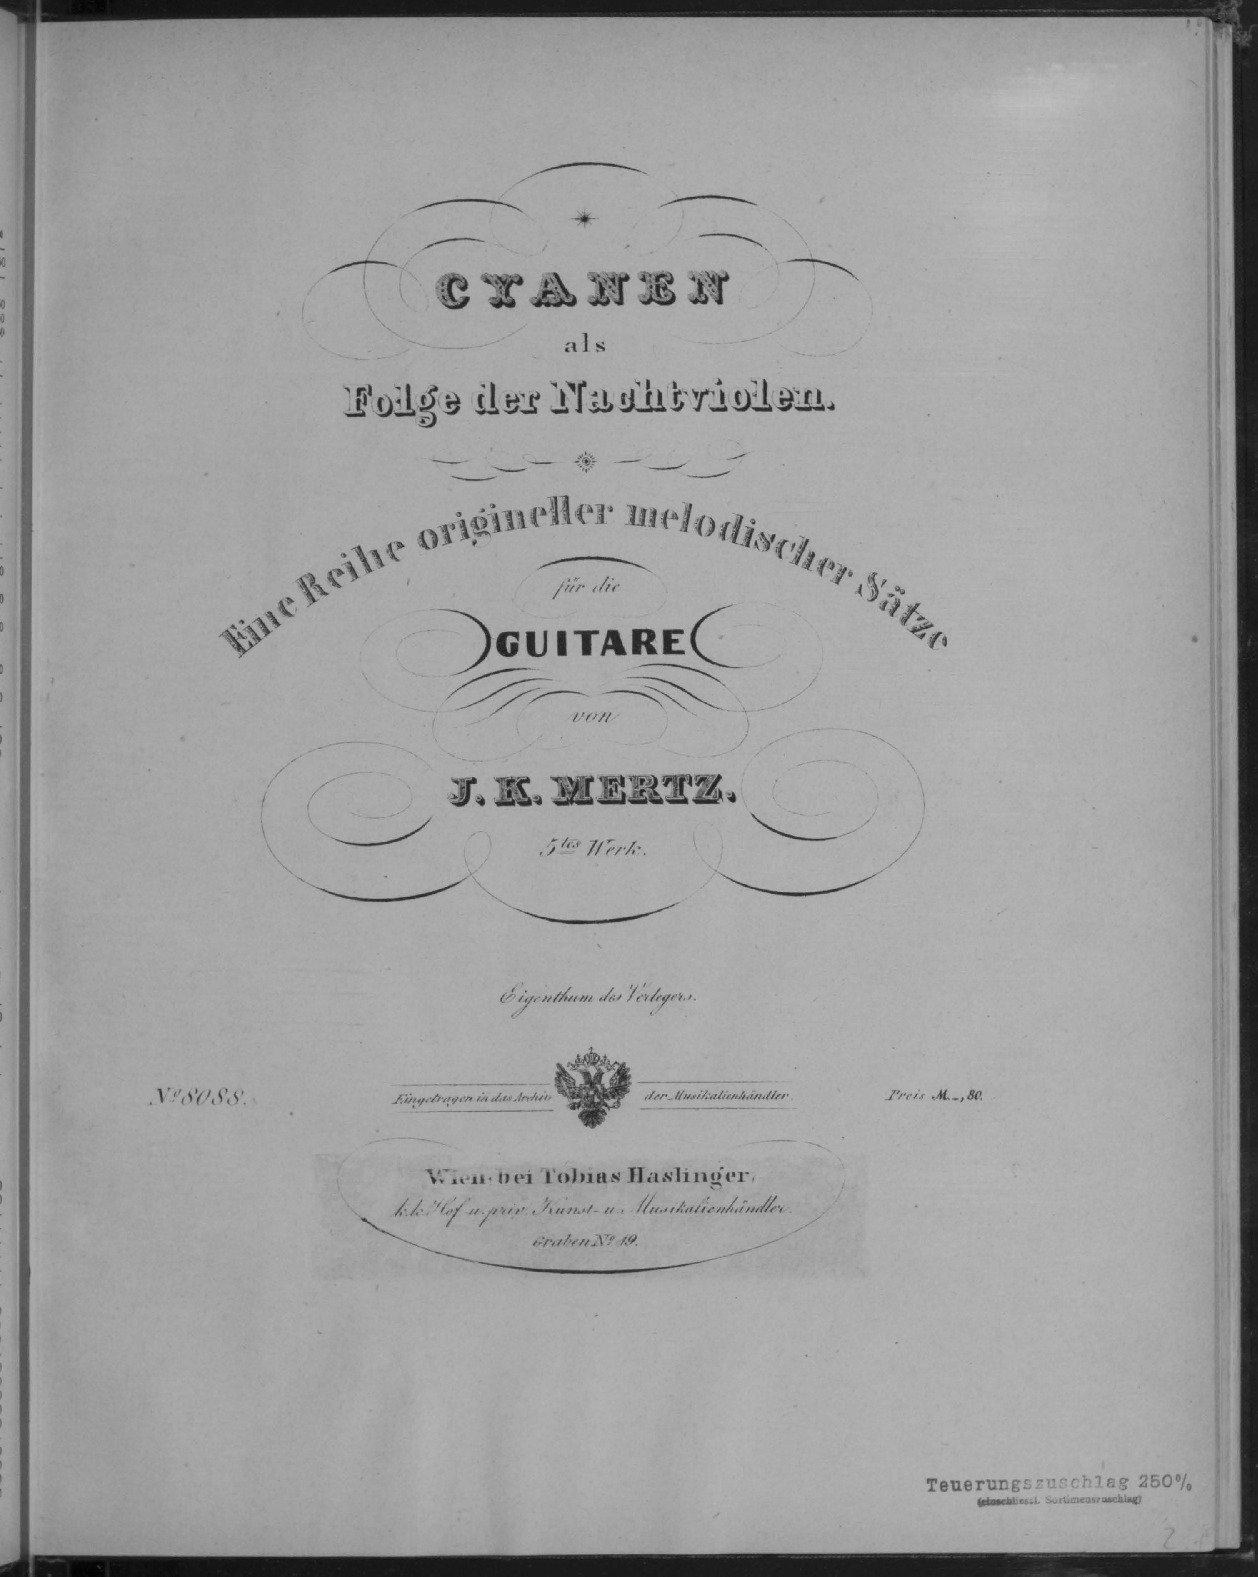 CYANEN
als
Folge der Nachtviolen.
Eine Reihe origineller melodischer Sätze
für die
GUITARE
von
J. K. MERTZ.
5tes Werk.
Eigenthum des Verlegers.
No 8088.
Eingetragen in das Archiv der Musikalienhändler.
Preis M. _, 80.
Wien bei Tobias Haslinger,
k.k. Hof u. priv. Kunst- u. Musikalienhändler.
Graben No 19.
Teuerungszuschlag 250%
(einschliessl. Sortimenszuschlag)